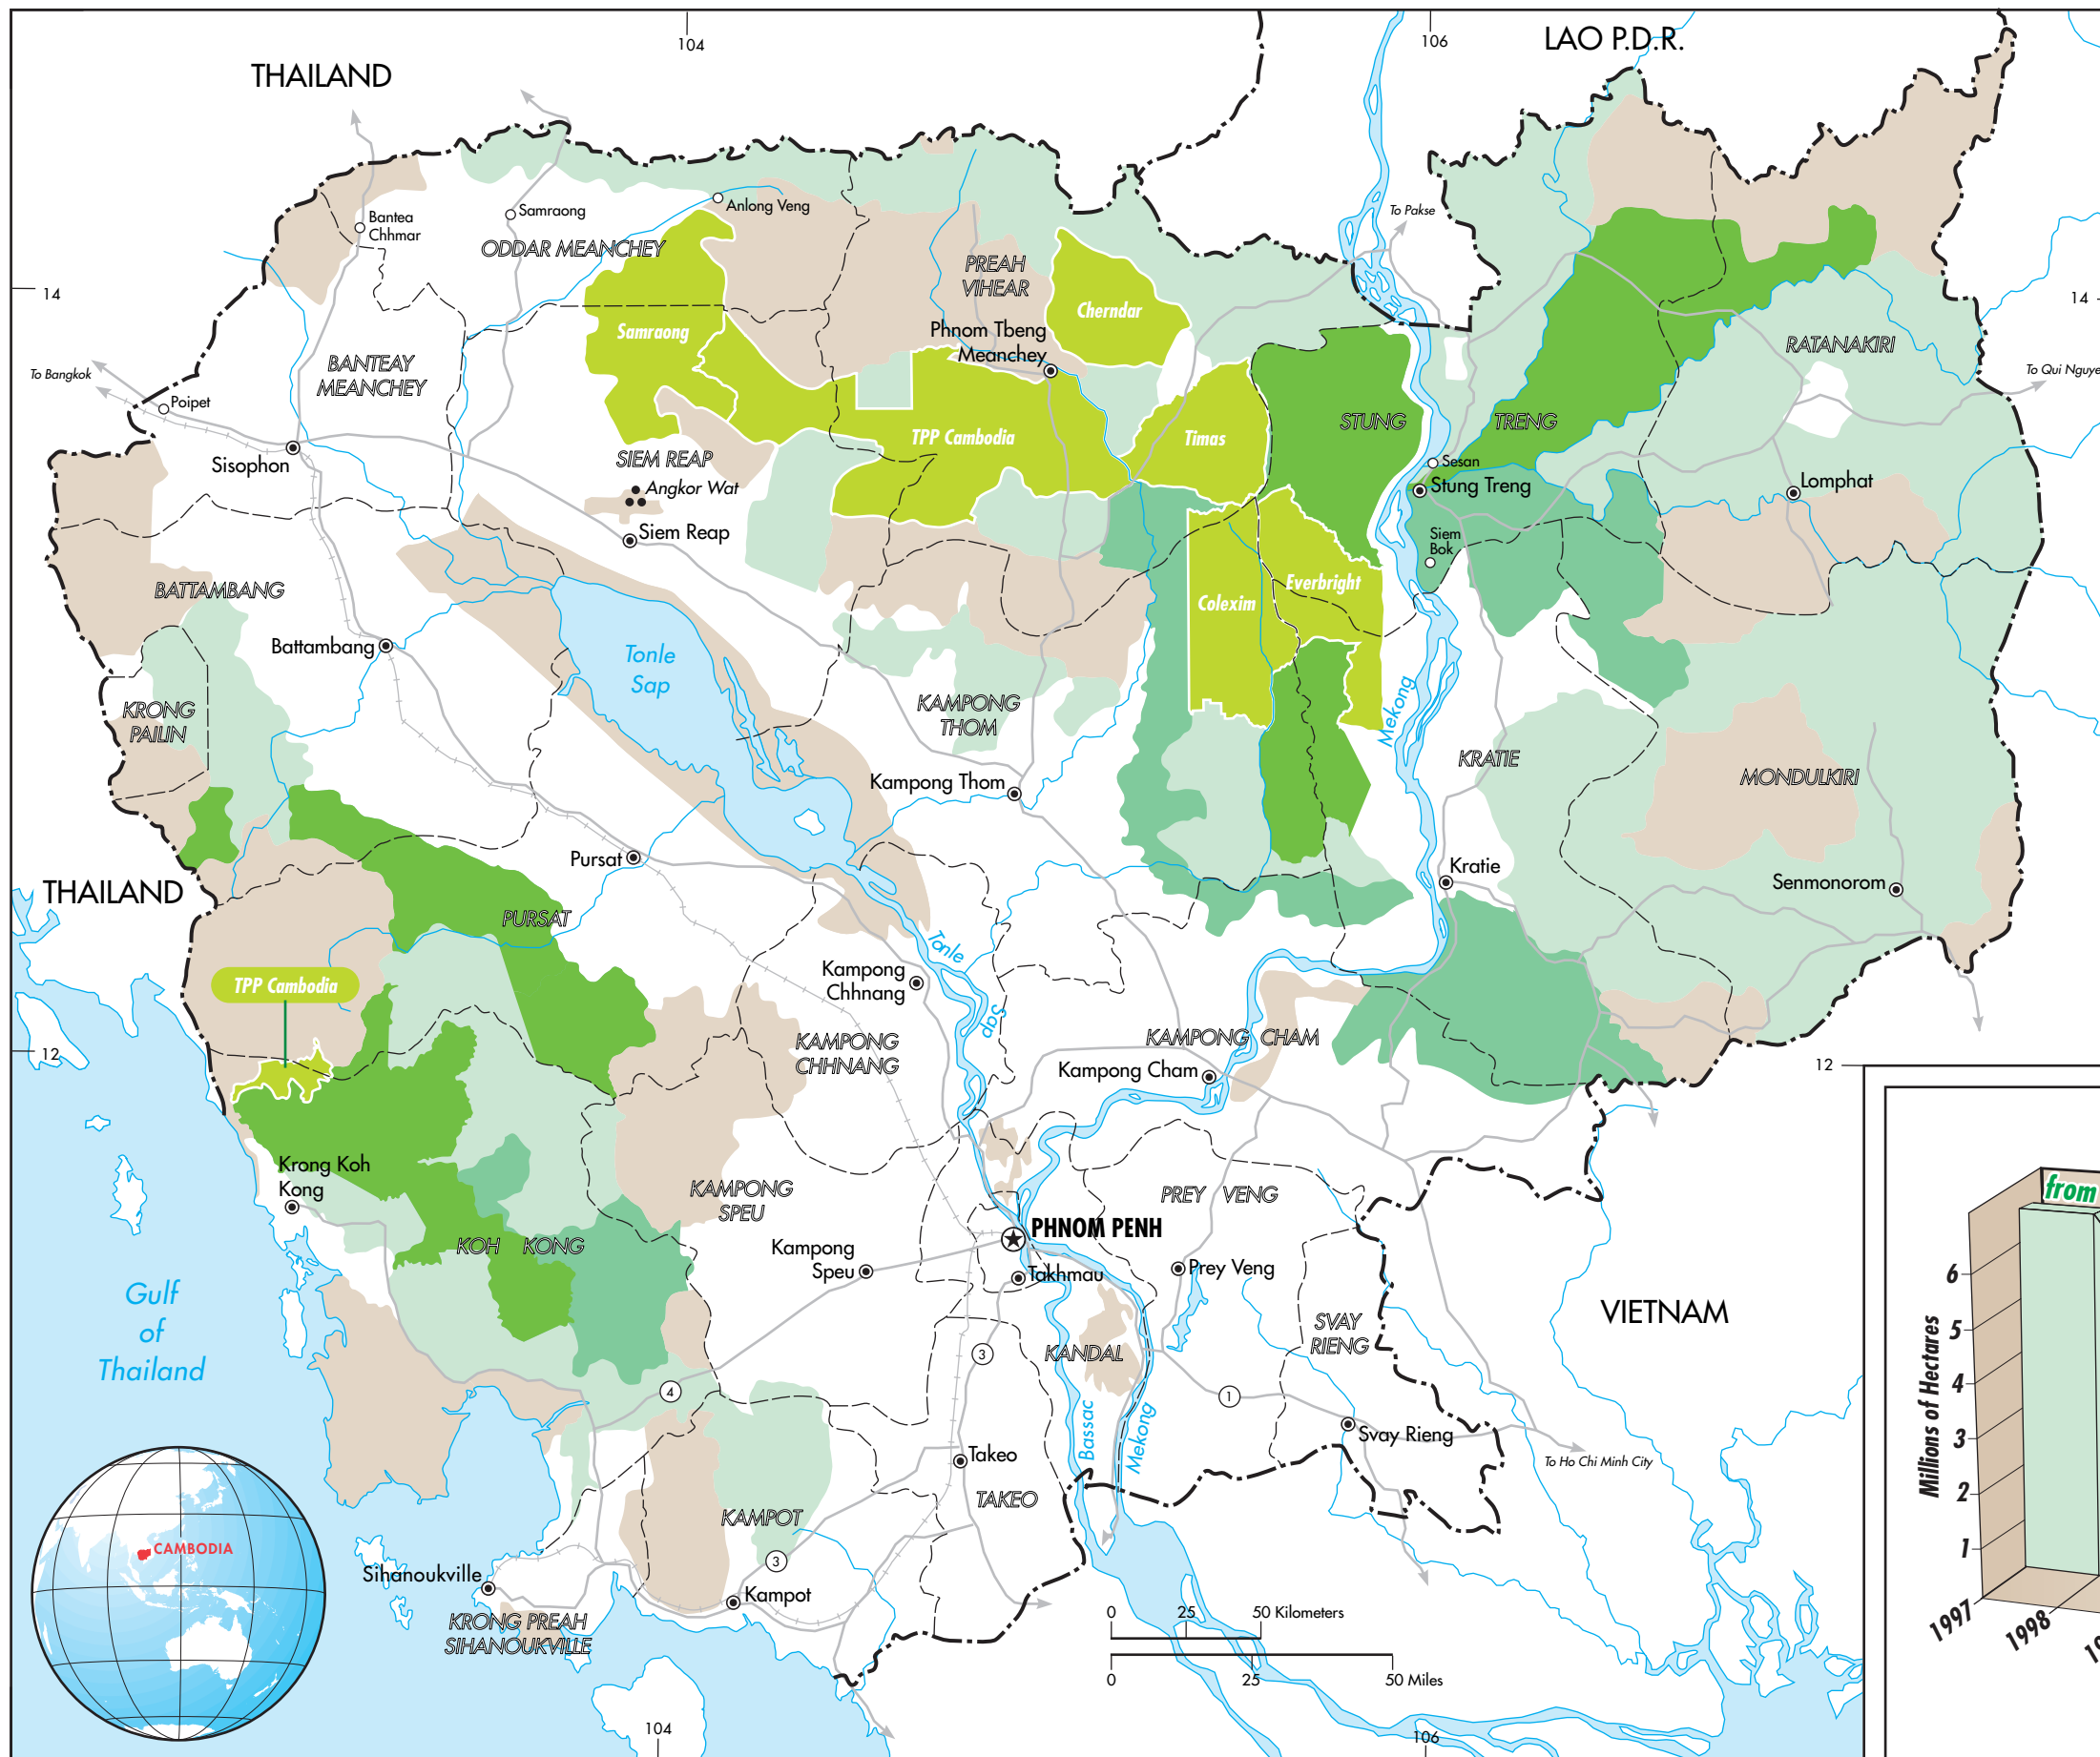 104
106
LAO P.D.R.
THAILAND
Bantea
Chhmar
Samraong
Anlong Veng
To Pakse
ODDAR MEANCHEY
PREAH
VIHEAR
14
14
Cherndar
Samraong
Phnom Tbeng
Meanchey
RATANAKIRI
BANTEAY
MEANCHEY
To Bangkok
To Qui Nguye
Poipet
STUNG
TRENG
TPP Cambodia
Timas
Sisophon
SIEM REAP
Sesan
Angkor Wat
Stung Treng
Lomphat
Siem Reap
Siem
Bok
BATTAMBANG
Everbright
Colexim
Battambang
Tonle
Sap
KRONG
PAILIN
KAMPONG
THOM
Mekong
KRATIE
MONDULKIRI
Kampong Thom
Pursat
Kratie
THAILAND
Senmonorom
PURSAT
Tonle
Sap
TPP Cambodia
Kampong
Chhnang
KAMPONG
CHHNANG
KAMPONG CHAM
12
12
Kampong Cham
Krong Koh
Kong
KAMPONG
SPEU
PREY VENG
from
PHNOM PENH
KOH KONG
Kampong
Speu
Takhmau
Prey Veng
Gulf
of
Thailand
VIETNAM
SVAY
RIENG
KANDAL
3
4
1
Bassac
Mekong
Svay Rieng
To Ho Chi Minh City
Takeo
TAKEO
KAMPOT
3
CAMBODIA
Sihanoukville
Kampot
KRONG PREAH
SIHANOUKVILLE
0 25 50 Kilometers
0 25 50 Miles
104
106
Millions of Hectares
6
5
4
3
2
1
1997
1998